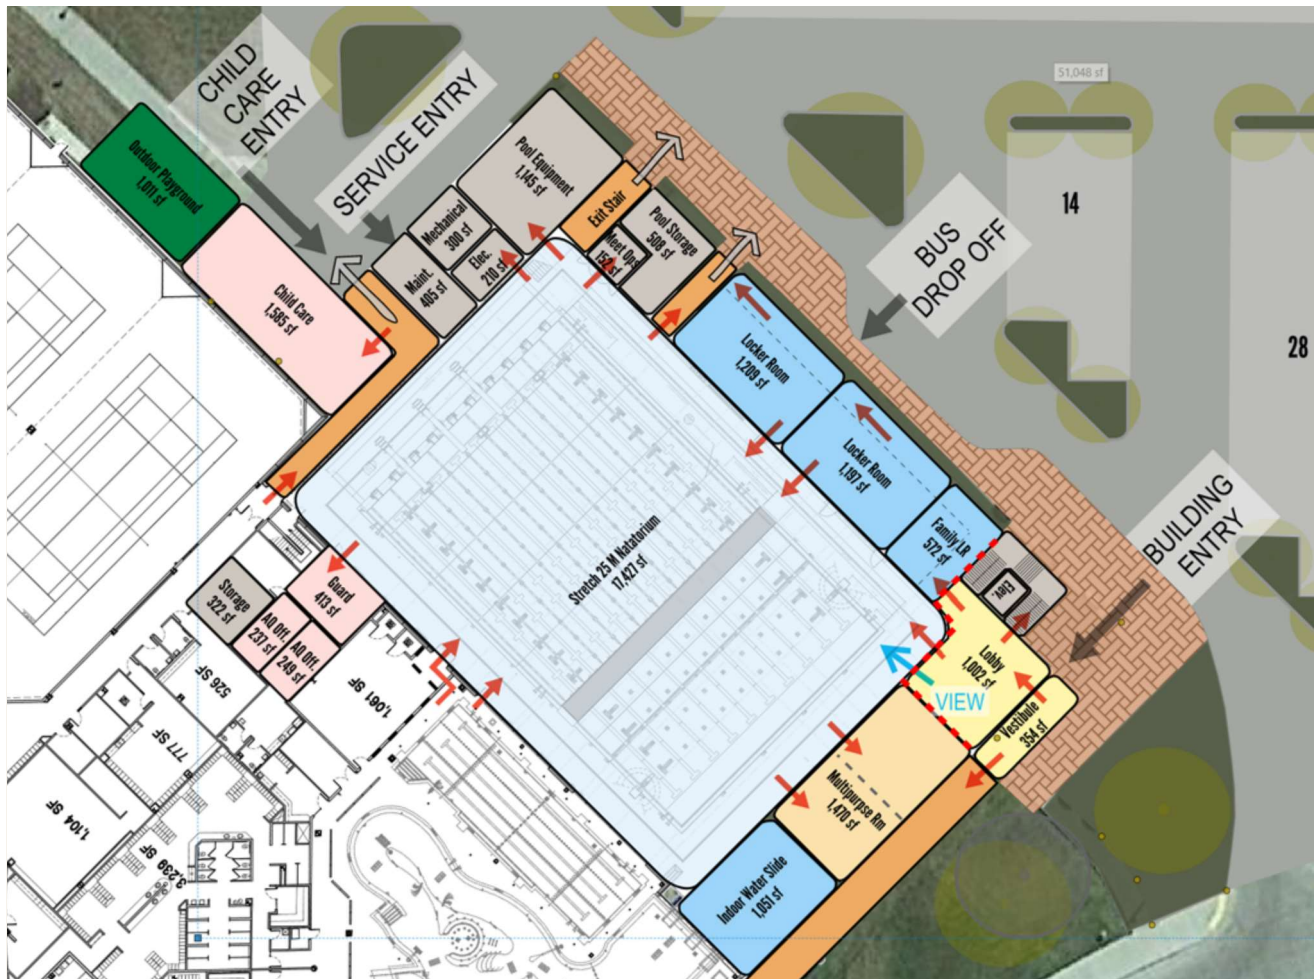 51,048 sf
CHILD
CARE
ENTRY
SERVICE ENTRY
Outdoor Playground
1,011 sf
Pool Equipment
1,145 sf
Mechanical
300 sf
Exit Stair
Pool Storage
508 sf
Meet Ops
152 sf
Elec.
210 sf
Maint.
405 sf
Child Care
1,585 sf
14
BUS
DROP OFF
28
Locker Room
1,209 sf
Locker Room
1,197 sf
Family LR
572 sf
BUILDING
ENTRY
Stretch 25 M Natatorium
17,427 sf
Elev.
Lobby
1,002 sf
VIEW
Vestibule
354 sf
Guard
413 sf
Storage
322 sf
AQ Off.
237 sf
AQ Off.
249 sf
526 SF
1,061 SF
777 SF
1,104 SF
3,239 SF
Multipurpse Rm
1,470 sf
Indoor Water Slide
1,051 sf